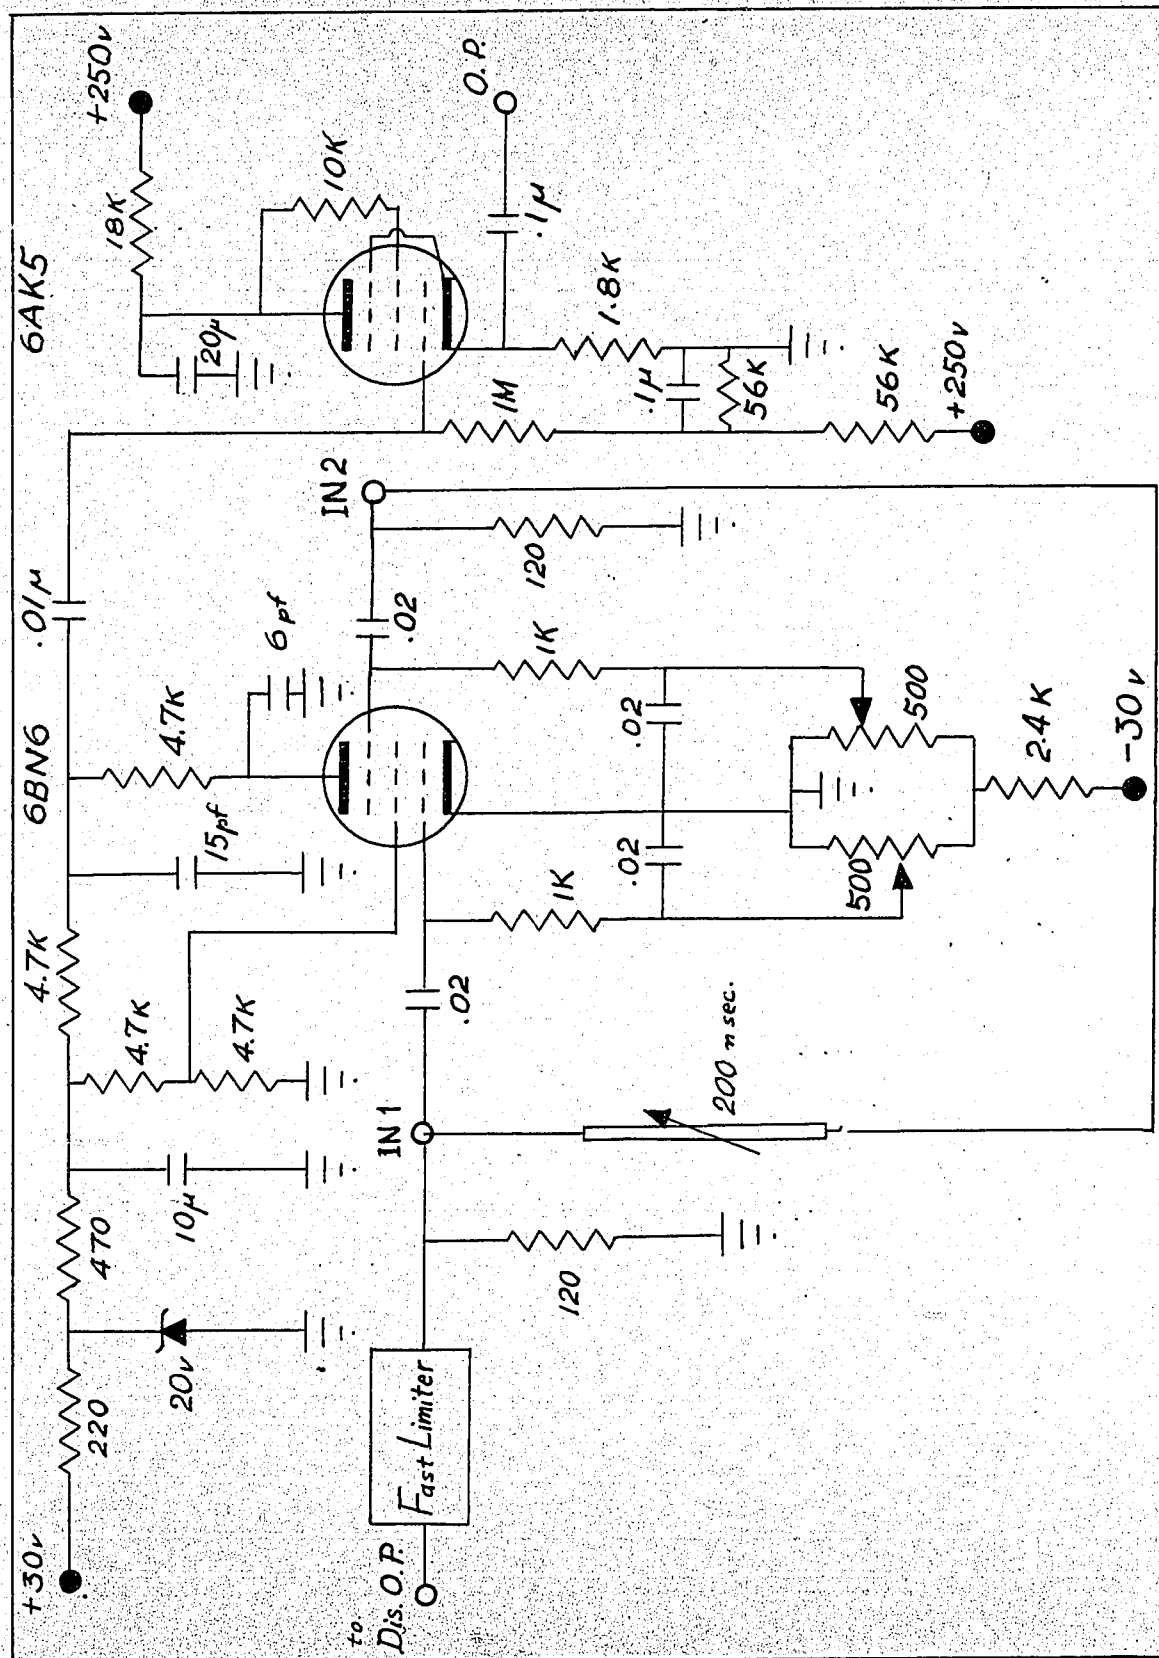 +30v
220
20v
470
10μ
4.7K
4.7K
4.7K
15pf
6BN6
4.7K
6pf
.01μ
6AK5
20μ
18K
+250v
10K
O.P.
.1μ
1.8K
1M
.1μ
56K
56K
+250v
IN2
120
.02
1K
.02
500
2.4K
-30v
.02
500
1K
.02
IN1
200 nsec.
120
Fast Limiter
to
Dis. O.P.